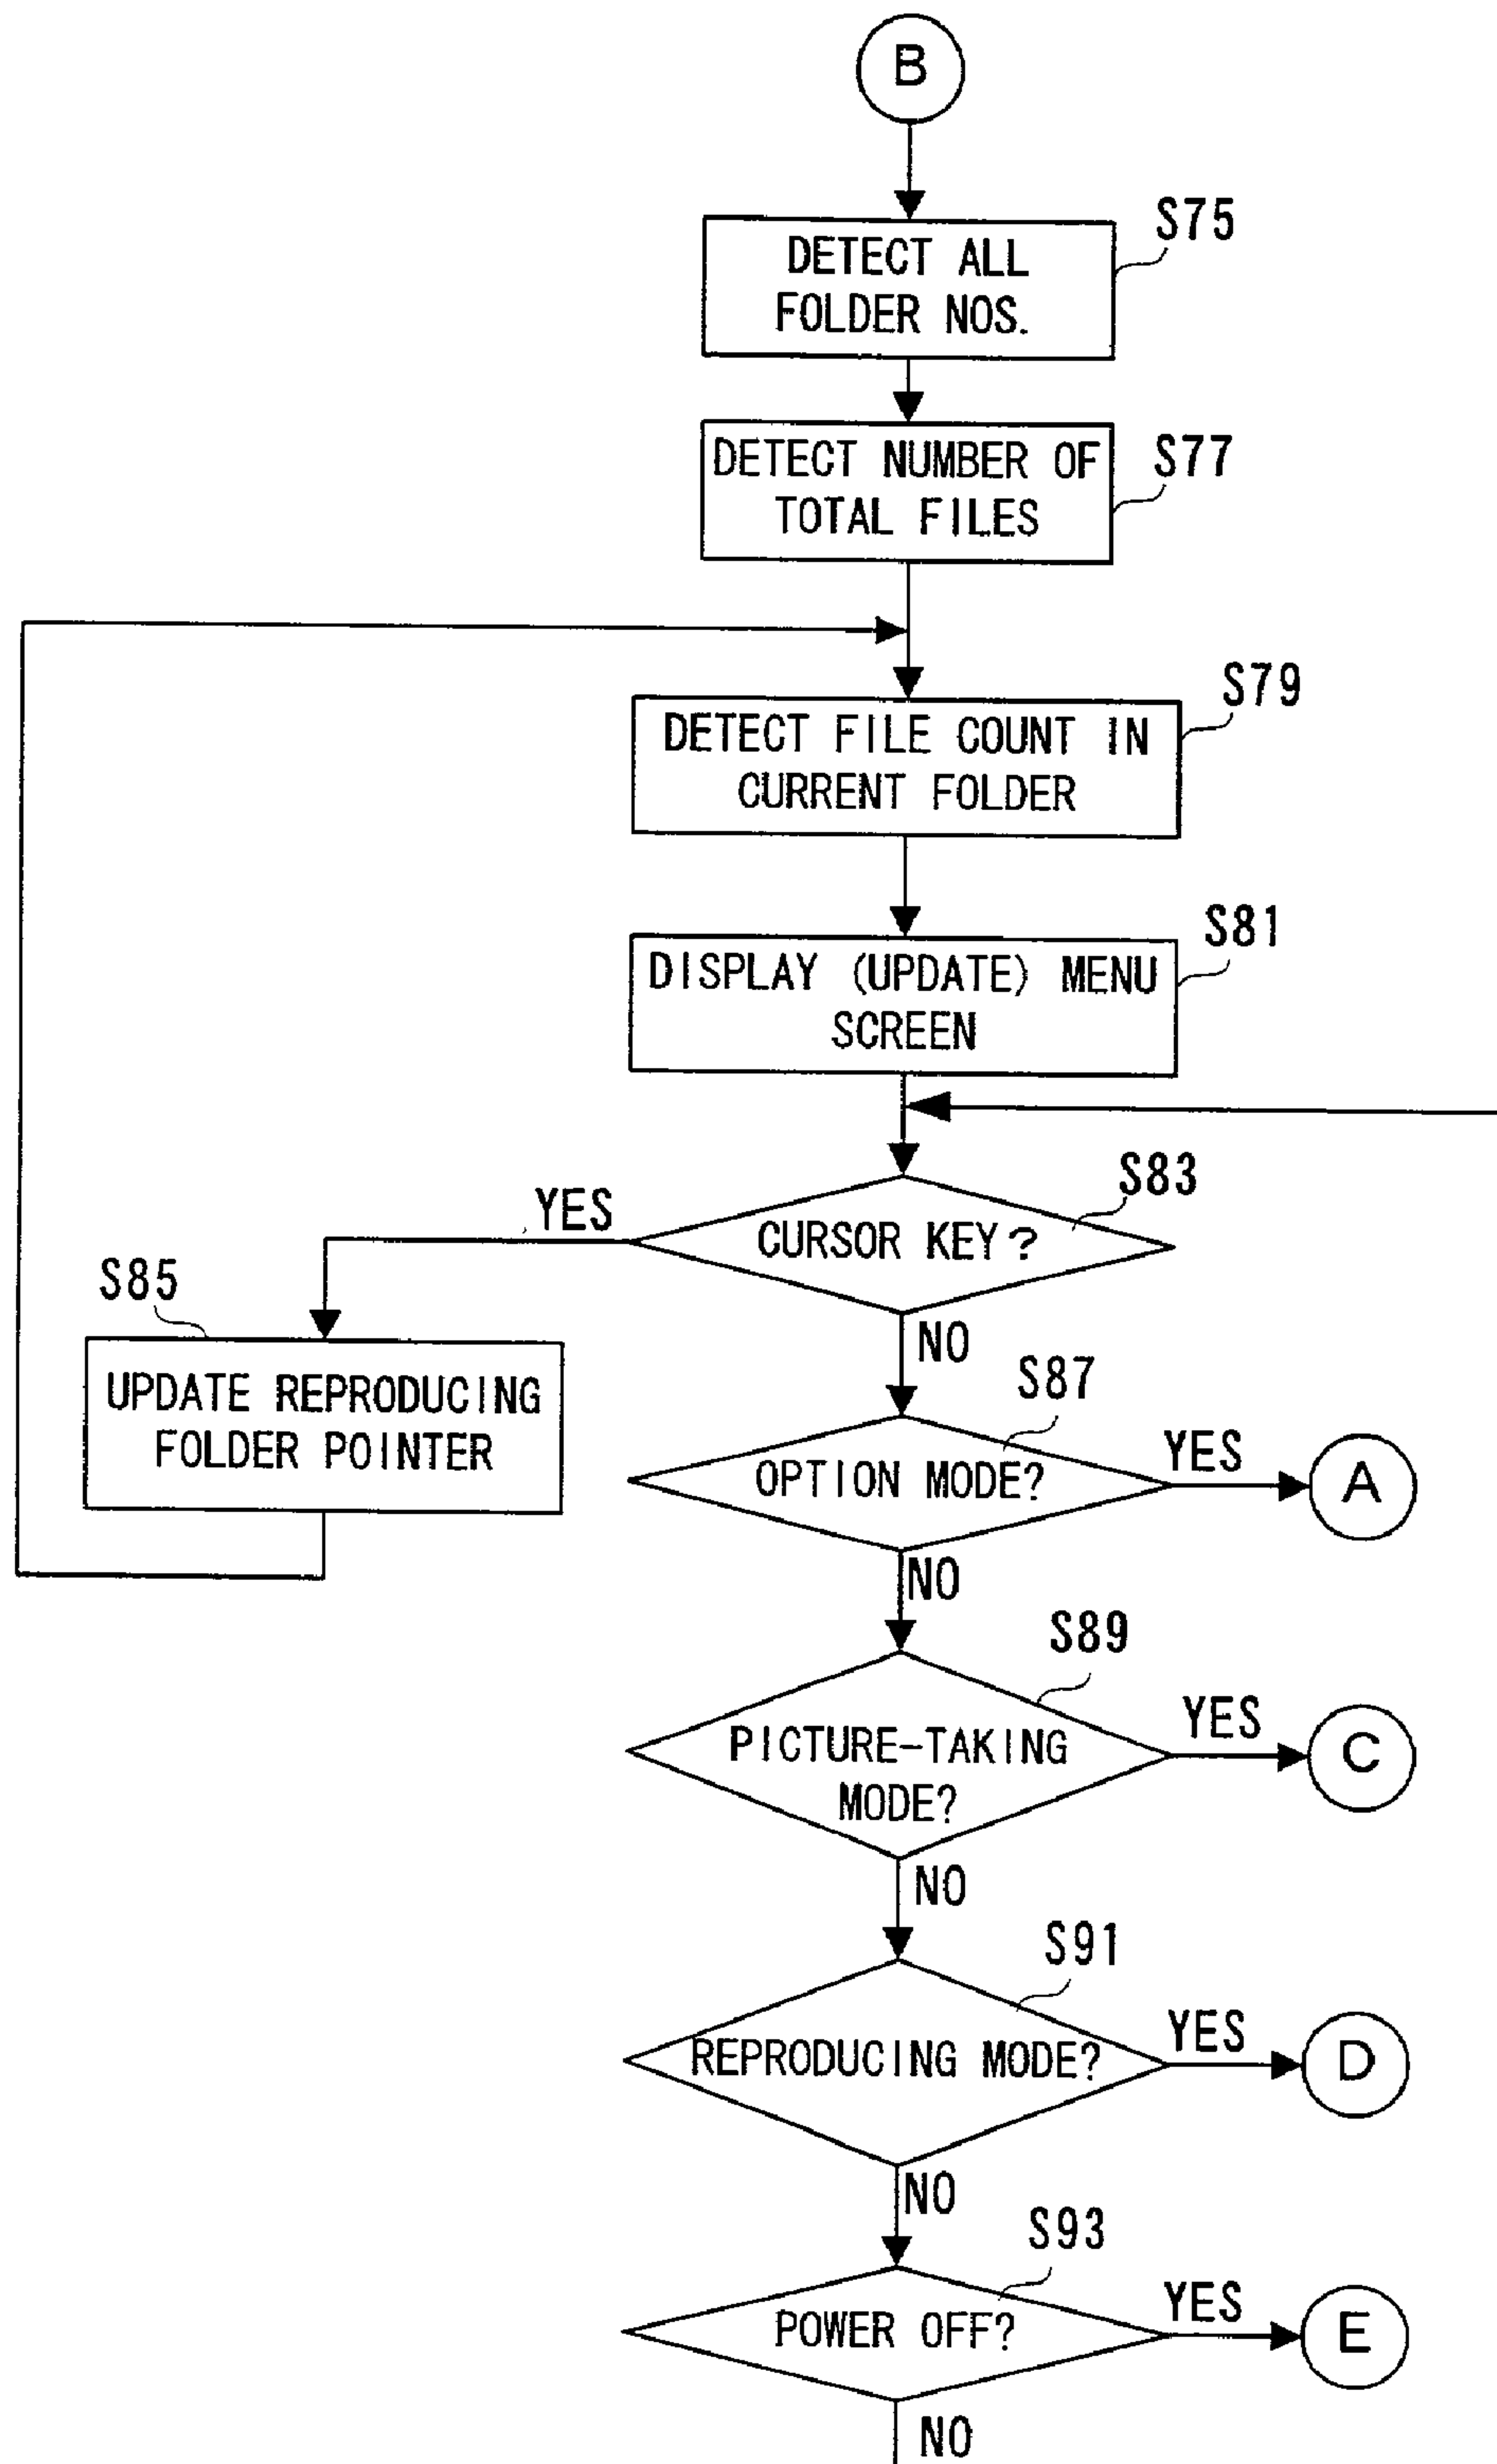 B
S75
DETECT ALL
FOLDER NOS.
S77
DETECT NUMBER OF
TOTAL FILES
S79
DETECT FILE COUNT IN
CURRENT FOLDER
S81
DISPLAY (UPDATE) MENU
SCREEN
S83
YES
CURSOR KEY?
S85
NO
UPDATE REPRODUCING
FOLDER POINTER
S87
OPTION MODE?
YES
A
NO
S89
PICTURE-TAKING
MODE?
YES
C
NO
S91
REPRODUCING MODE?
YES
D
NO
S93
POWER OFF?
YES
E
NO